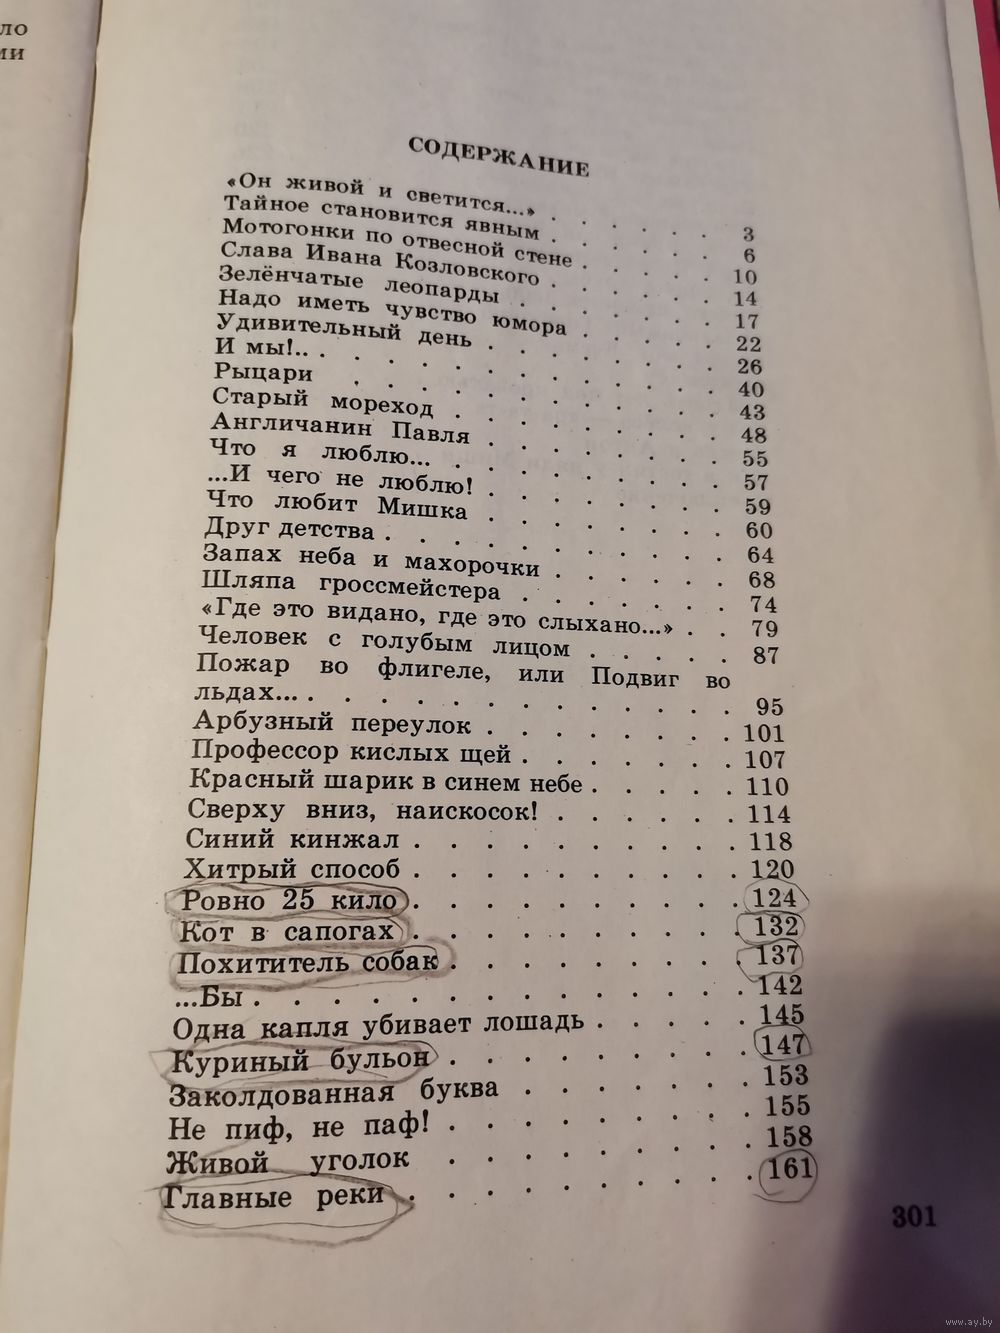 ло
ми
СОДЕРЖАНИЕ
«Он живой и светится...» . . . . . 3
Тайное становится явным . . . . . 6
Мотогонки по отвесной стене . . . . 10
Слава Ивана Козловского . . . . . 14
Зелёнчатые леопарды . . . . . . 17
Надо иметь чувство юмора . . . . . 22
Удивительный день . . . . . . . 26
И мы!.. . . . . . . . . . . 40
Рыцари . . . . . . . . . . 43
Старый мореход . . . . . . . . 48
Англичанин Павля . . . . . . . 55
Что я люблю... . . . . . . . . 57
...И чего не люблю! . . . . . . . 59
Что любит Мишка . . . . . . . 60
Друг детства . . . . . . . . . . 64
Запах неба и махорочки . . . . . . 68
Шляпа гроссмейстера . . . . . . . 74
«Где это видано, где это слыхано...» . . 79
Человек с голубым лицом . . . . . 87
Пожар во флигеле, или Подвиг во
льдах... . . . . . . . . . . . . 95
Арбузный переулок . . . . . . . 101
Профессор кислых щей . . . . . . 107
Красный шарик в синем небе . . . . . 110
Сверху вниз, наискосок! . . . . . . 114
Синий кинжал . . . . . . . . . 118
Хитрый способ . . . . . . . . . 120
Ровно 25 кило . . . . . . . . . 124
Кот в сапогах . . . . . . . . . 132
Похититель собак . . . . . . . . 137
...Бы . . . . . . . . . . . . . 142
Одна капля убивает лошадь . . . . 145
Куриный бульон . . . . . . . . 147
Заколдованная буква . . . . . . 153
Не пиф, не паф! . . . . . . . . 155
Живой уголок . . . . . . . . 158
Главные реки . . . . . . . . . 161
301
www.ay.by